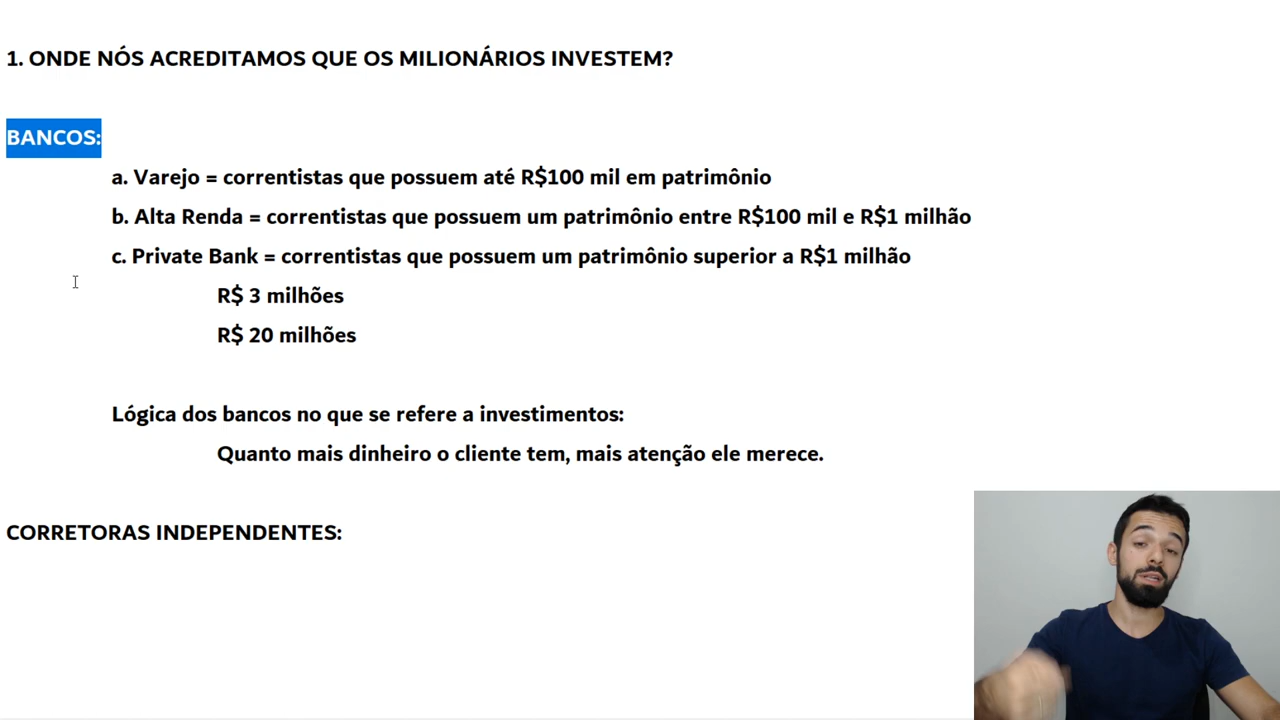 1. ONDE NÓS ACREDITAMOS QUE OS MILIONÁRIOS INVESTEM?
BANCOS:
a. Varejo = correntistas que possuem até R$100 mil em patrimônio
b. Alta Renda = correntistas que possuem um patrimônio entre R$100 mil e R$1 milhão
c. Private Bank = correntistas que possuem um patrimônio superior a R$1 milhão
R$ 3 milhões
R$ 20 milhões
Lógica dos bancos no que se refere a investimentos:
Quanto mais dinheiro o cliente tem, mais atenção ele merece.
CORRETORAS INDEPENDENTES: